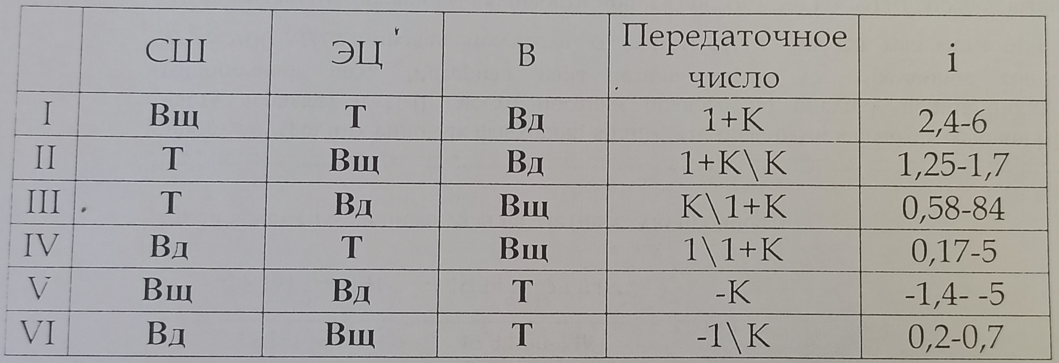 СШ ЭЦ В Передаточное число i
I Вщ Т Вд 1+К 2,4-6
II Т Вщ Вд 1+К\К 1,25-1,7
III Т Вд Вщ К\1+К 0,58-84
IV Вд Т Вщ 1\1+К 0,17-5
V Вщ Вд Т -К -1,4- -5
VI Вд Вщ Т -1\К 0,2-0,7